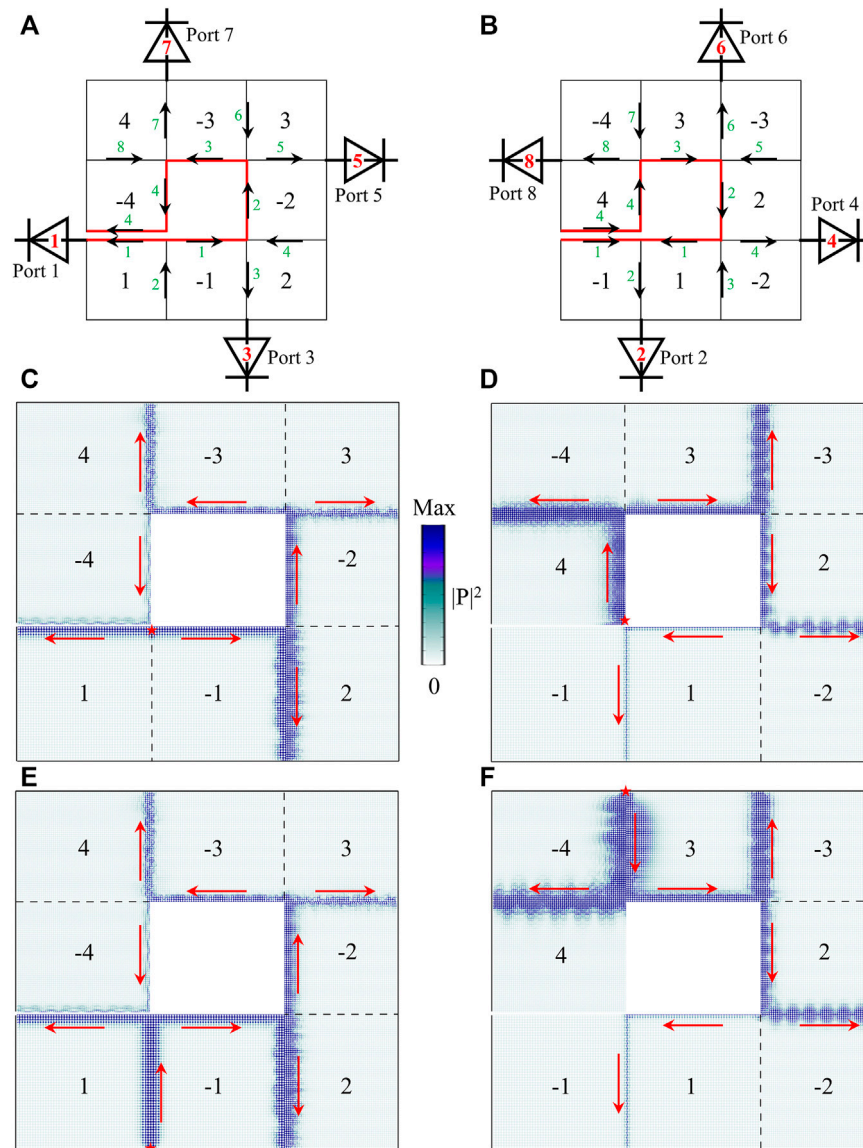 A
B
7 Port 7
6 Port 6
4 -3 3
-4 3 -3
7 6
7 6
8 3 5
8 3 5
5
8
Port 5
Port 8
-4 4 2 -2
4 4 2 2
4
4
Port 4
1
4
Port 1
1 1 4
1 1 4
1 2 -1 3 2
-1 2 1 3 -2
3 Port 3
2 Port 2
C
D
4 -3 3
-4 3 -3
Max
|P|²
0
-4 -2
4 2
1 -1 2
-1 1 -2
E
F
4 -3 3
-4 3 -3
-4 -2
4 2
1 -1 2
-1 1 -2